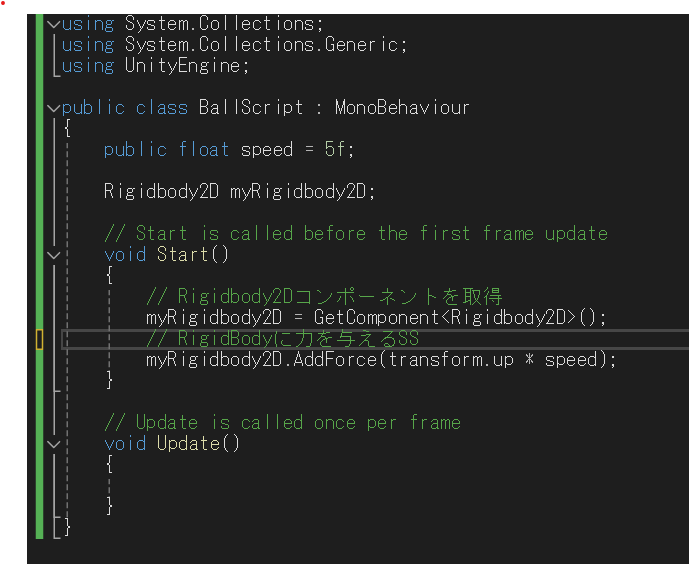 using System.Collections;
using System.Collections.Generic;
using UnityEngine;
public class BallScript : MonoBehaviour
{
public float speed = 5f;
Rigidbody2D myRigidbody2D;
// Start is called before the first frame update
void Start()
{
// Rigidbody2Dコンポーネントを取得
myRigidbody2D = GetComponent<Rigidbody2D>();
// RigidBodyに力を与えるSS
myRigidbody2D.AddForce(transform.up * speed);
}
// Update is called once per frame
void Update()
{
}
}